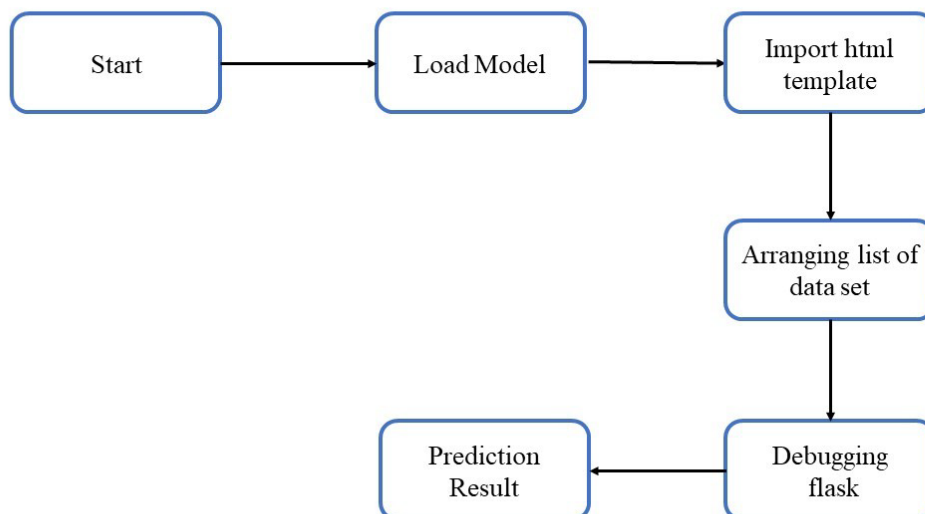 Start
Load Model
Import html
template
Arranging list of
data set
Debugging
flask
Prediction
Result